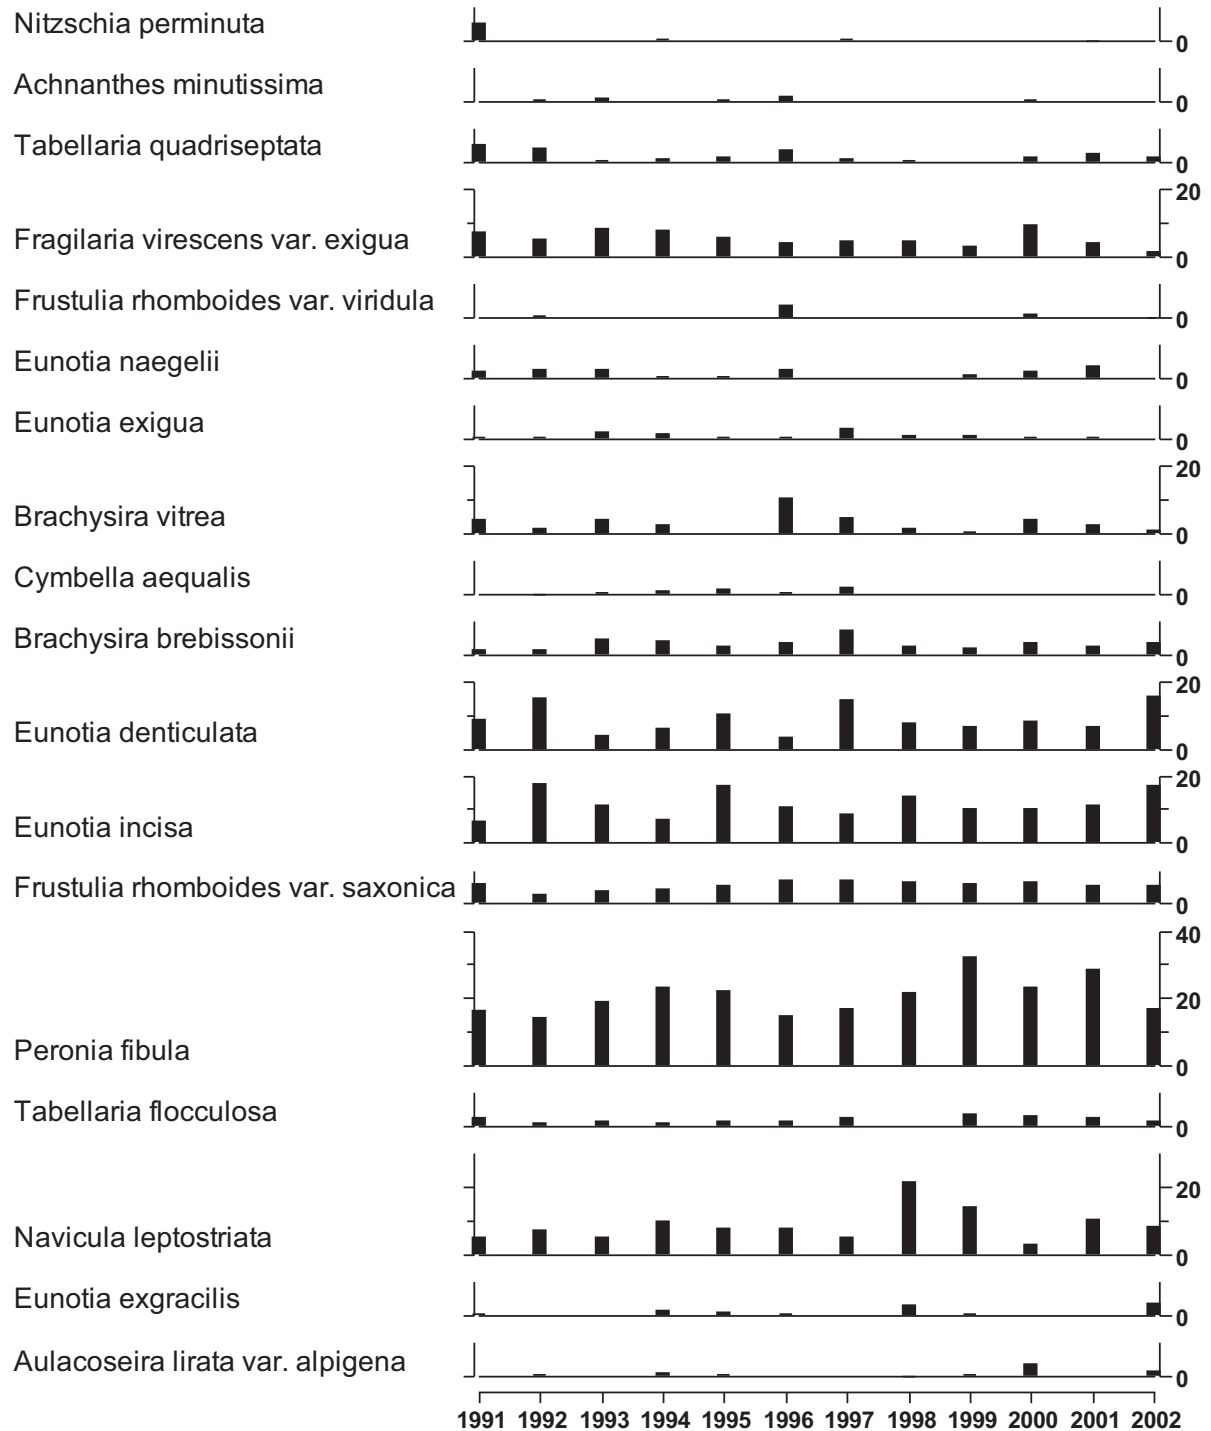 Nitzschia perminuta
0
Achnanthes minutissima
0
Tabellaria quadriseptata
0
20
Fragilaria virescens var. exigua
0
Frustulia rhomboides var. viridula
0
Eunotia naegelii
0
Eunotia exigua
0
20
Brachysira vitrea
0
Cymbella aequalis
0
Brachysira brebissonii
0
20
Eunotia denticulata
0
20
Eunotia incisa
0
Frustulia rhomboides var. saxonica
0
40
20
Peronia fibula
0
Tabellaria flocculosa
0
20
Navicula leptostriata
0
Eunotia exgracilis
0
Aulacoseira lirata var. alpigena
0
1991 1992 1993 1994 1995 1996 1997 1998 1999 2000 2001 2002